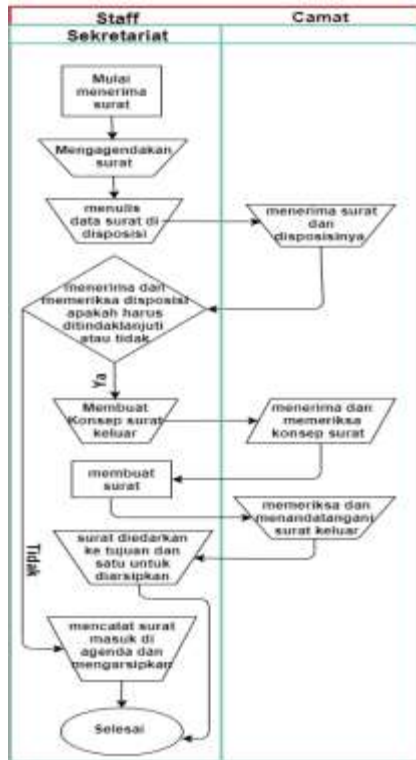 Staff
Camat
Sekretariat
Mulai
menerima
surat
Mengagendakan
surat
menulis
data surat di
disposisi
menerima surat
dan
disposisinya
menerima dan
memeriksa disposisi
apakah harus
ditindaklanjuti
atau tidak
Ya
Membuat
Konsep surat
keluar
menerima dan
memeriksa
konsep surat
membuat
surat
memeriksa dan
menandatangani
surat keluar
surat diedarkan
ke tujuan dan
satu untuk
diarsipkan
Tidak
mencatat surat
masuk di
agenda dan
mengarsipkan
Selesai